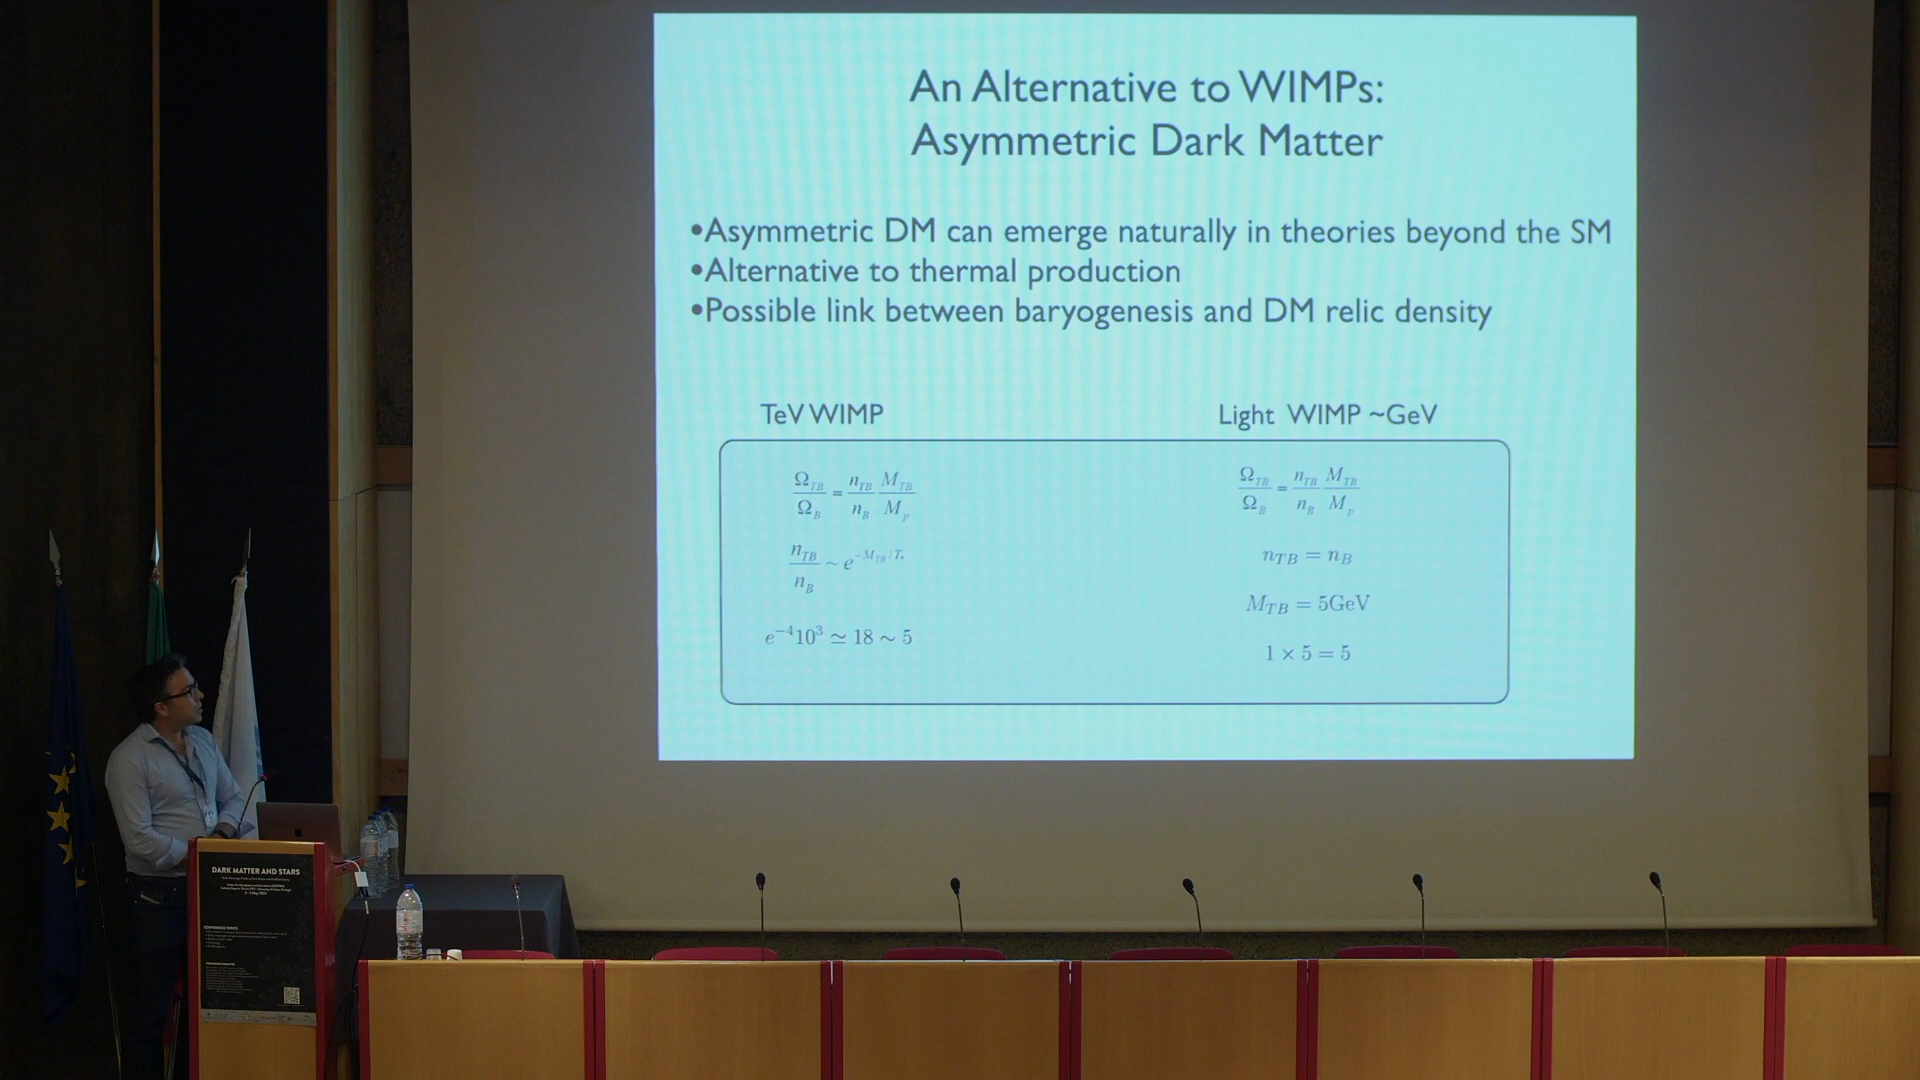 An Alternative to WIMPs:
Asymmetric Dark Matter
•Asymmetric DM can emerge naturally in theories beyond the SM
•Alternative to thermal production
•Possible link between baryogenesis and DM relic density
TeV WIMP
Ω_TB/Ω_B = n_TB/n_B M_TB/M_p
n_TB/n_B ~ e^(-M_TB/T*)
e^(−4)10^3 ≃ 18 ∼ 5
Light WIMP ~GeV
Ω_TB/Ω_B = n_TB/n_B M_TB/M_p
n_TB = n_B
M_TB = 5GeV
1 × 5 = 5
DARK MATTER AND STARS
CONFERENCE TOPICS